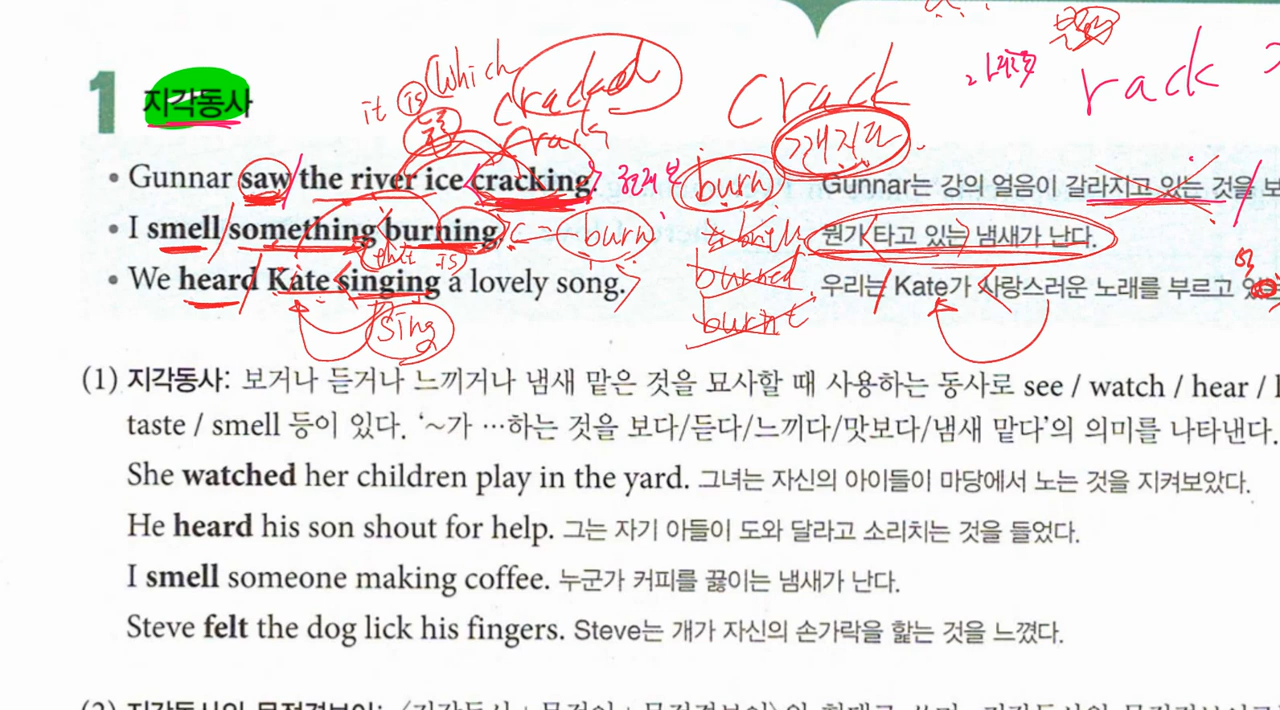 it is which cracked crack 깨지다 rack
1 지각동사
crack
• Gunnar saw the river ice cracking. burn Gunnar는 강의 얼음이 갈라지고 있는 것을 보
• I smell something burning. burn 뭔가 타고 있는 냄새가 난다.
that is burned
• We heard Kate singing a lovely song. 우리는 Kate가 사랑스러운 노래를 부르고 있
sing burnt
(1) 지각동사: 보거나 듣거나 느끼거나 냄새 맡은 것을 묘사할 때 사용하는 동사로 see / watch / hear /
taste / smell 등이 있다. ‘~가 …하는 것을 보다/듣다/느끼다/맛보다/냄새 맡다’의 의미를 나타낸다.
She watched her children play in the yard. 그녀는 자신의 아이들이 마당에서 노는 것을 지켜보았다.
He heard his son shout for help. 그는 자기 아들이 도와 달라고 소리치는 것을 들었다.
I smell someone making coffee. 누군가 커피를 끓이는 냄새가 난다.
Steve felt the dog lick his fingers. Steve는 개가 자신의 손가락을 핥는 것을 느꼈다.